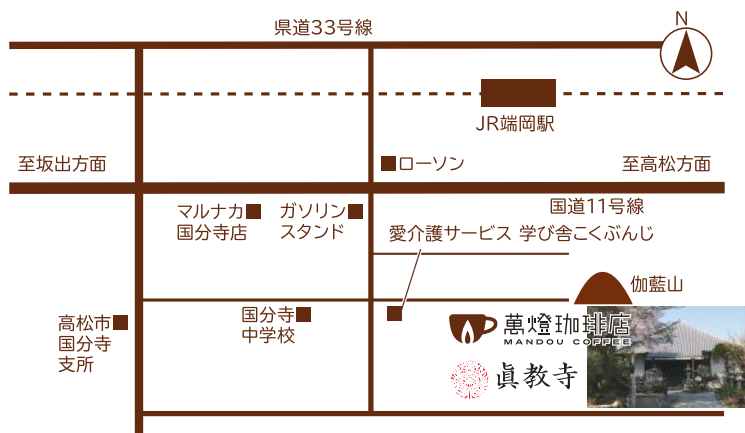 県道33号線
N
JR端岡駅
至坂出方面
ローソン
至高松方面
マルナカ
国分寺店
ガソリン
スタンド
国道11号線
愛介護サービス 学び舎こくぶんじ
伽藍山
高松市
国分寺
支所
国分寺
中学校
萬燈珈琲店
MANDOU COFFEE
眞教寺